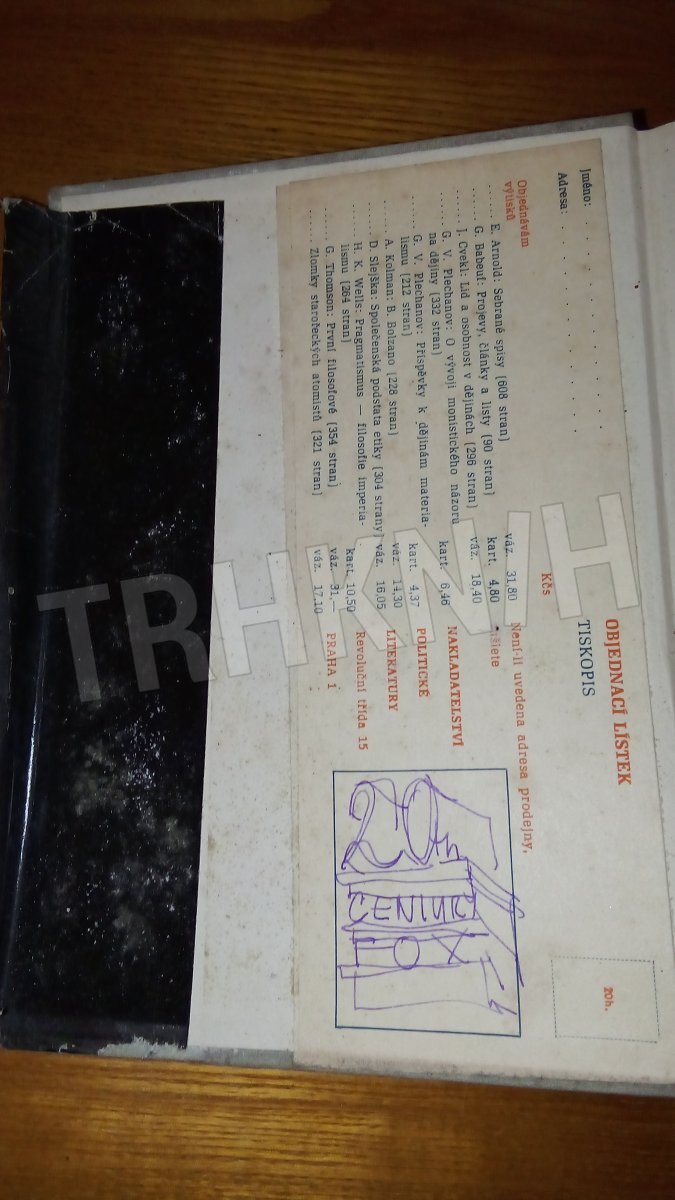 Jméno: . . . . . . . . . . . .
Adresa: . . . . . . . . . . . .
OBJEDNACÍ LÍSTEK
TISKOPIS
20h.
Objednávám
výtisků
Kčs
...... E. Arnold: Sebrané spisy (608 stran) váz. 31,80
...... G. Babeuf: Projevy, články a listy (90 stran) kart. 4,80
...... J. Cvekl: Lid a osobnost v dějinách (296 stran) váz. 18,40
...... G. V. Plechanov: O vývoji monistického názoru
na dějiny (332 stran) kart. 6,46
...... G. V. Plechanov: Příspěvky k dějinám materia-
lismu (212 stran) kart. 4,37
...... A. Kolman: B. Bolzano (228 stran) váz. 14,30
...... D. Slejška: Společenská podstata etiky (304 strany) váz. 16,05
...... H. K. Wells: Pragmatismus — filosofie imperia-
lismu (264 stran) kart. 10,50
...... G. Thomson: První filosofové (354 stran) váz. 31,—
...... Zlomky starořeckých atomistů (321 stran) váz. 17,10
Není-li uvedena adresa prodejny,
NAKLADATELSTVÍ
POLITICKÉ
LITERATURY
Revoluční třída 15
PRAHA 1
20th
CENTURY
FOX
TRHKNIH